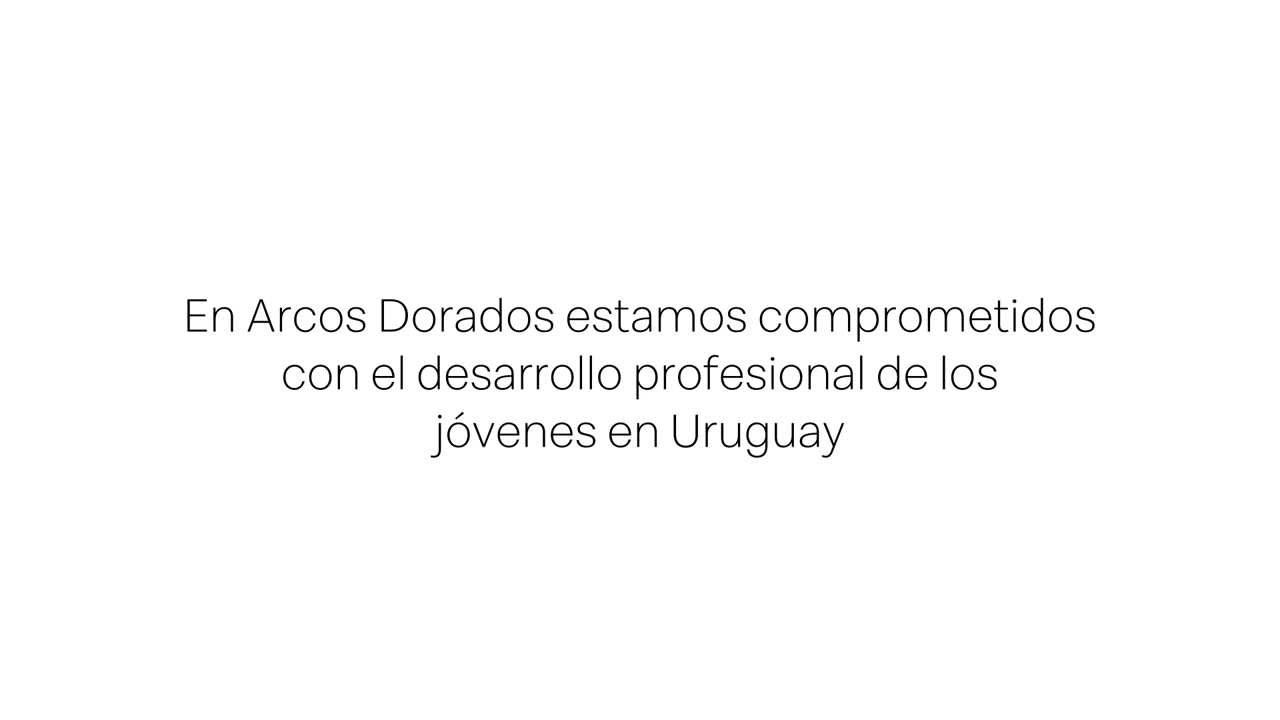 En Arcos Dorados estamos comprometidos
con el desarrollo profesional de los
jóvenes en Uruguay